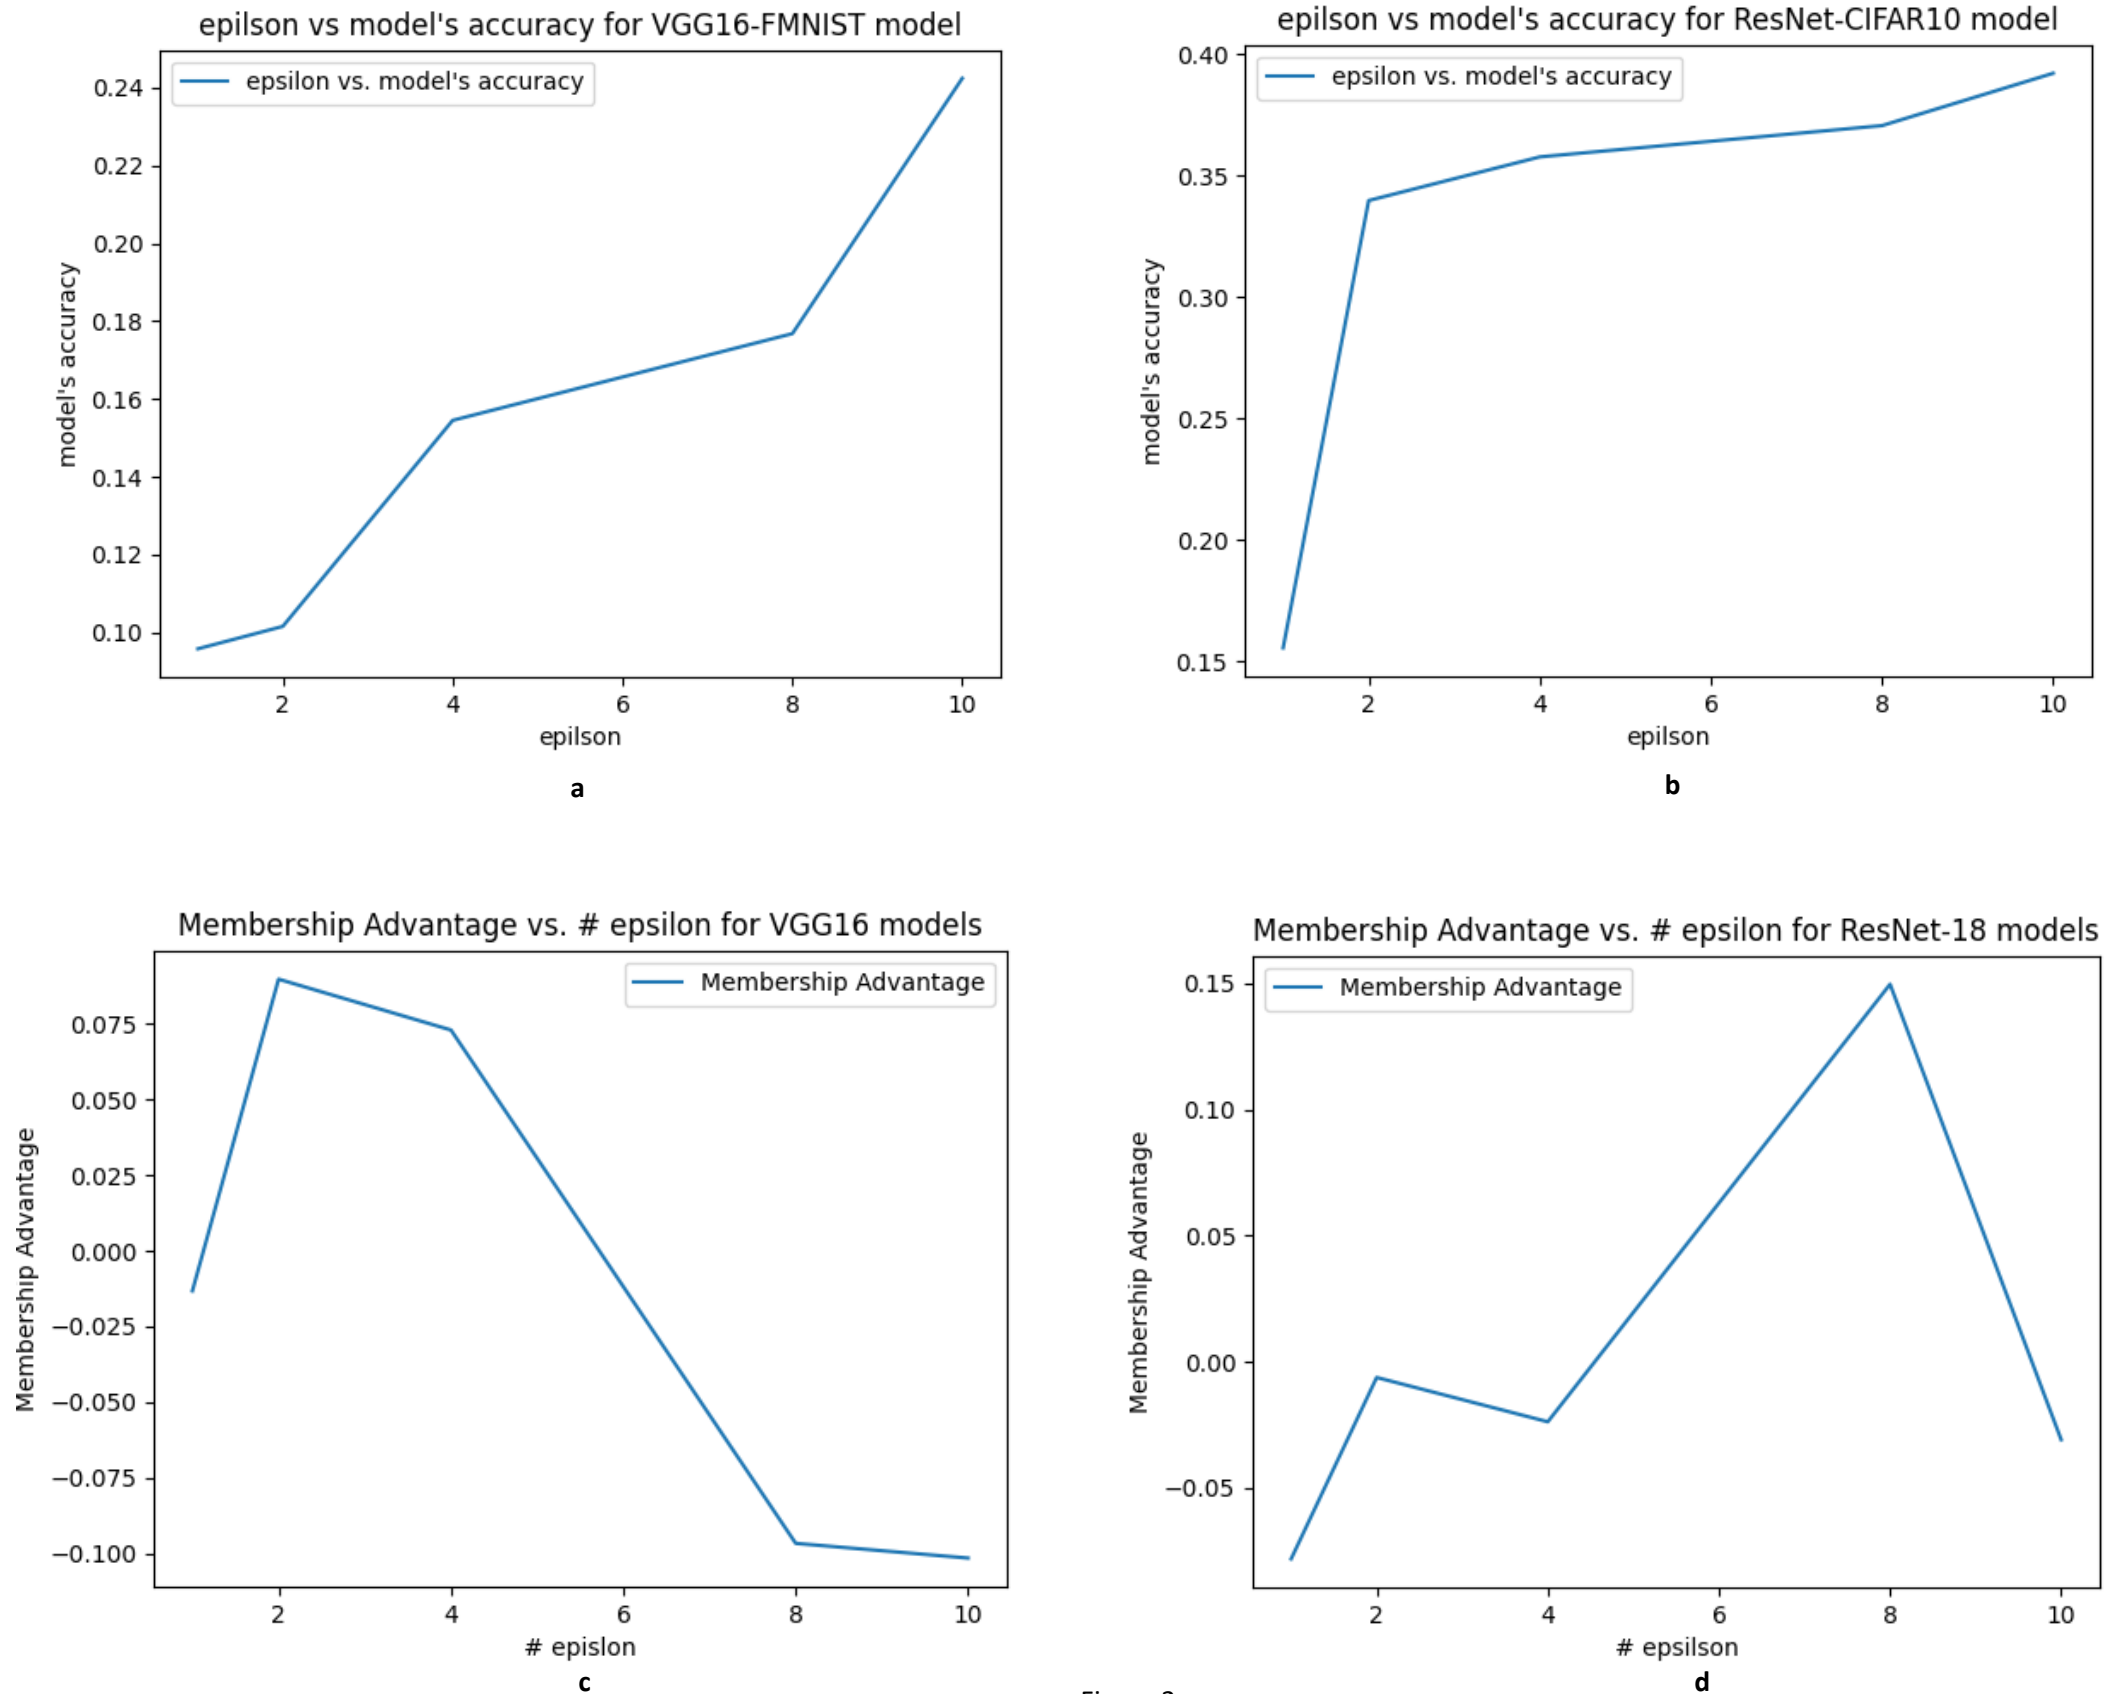 epilson vs model's accuracy for VGG16-FMNIST model
epsilon vs. model's accuracy
0.24
0.22
0.20
0.18
0.16
0.14
0.12
0.10
model's accuracy
2 4 6 8 10
epilson
a
epilson vs model's accuracy for ResNet-CIFAR10 model
epsilon vs. model's accuracy
0.40
0.35
0.30
0.25
0.20
0.15
model's accuracy
2 4 6 8 10
epilson
b
Membership Advantage vs. # epsilon for VGG16 models
Membership Advantage
0.075
0.050
0.025
0.000
−0.025
−0.050
−0.075
−0.100
Membership Advantage
2 4 6 8 10
# epislon
c
Membership Advantage vs. # epsilon for ResNet-18 models
Membership Advantage
0.15
0.10
0.05
0.00
−0.05
Membership Advantage
2 4 6 8 10
# epsilson
d